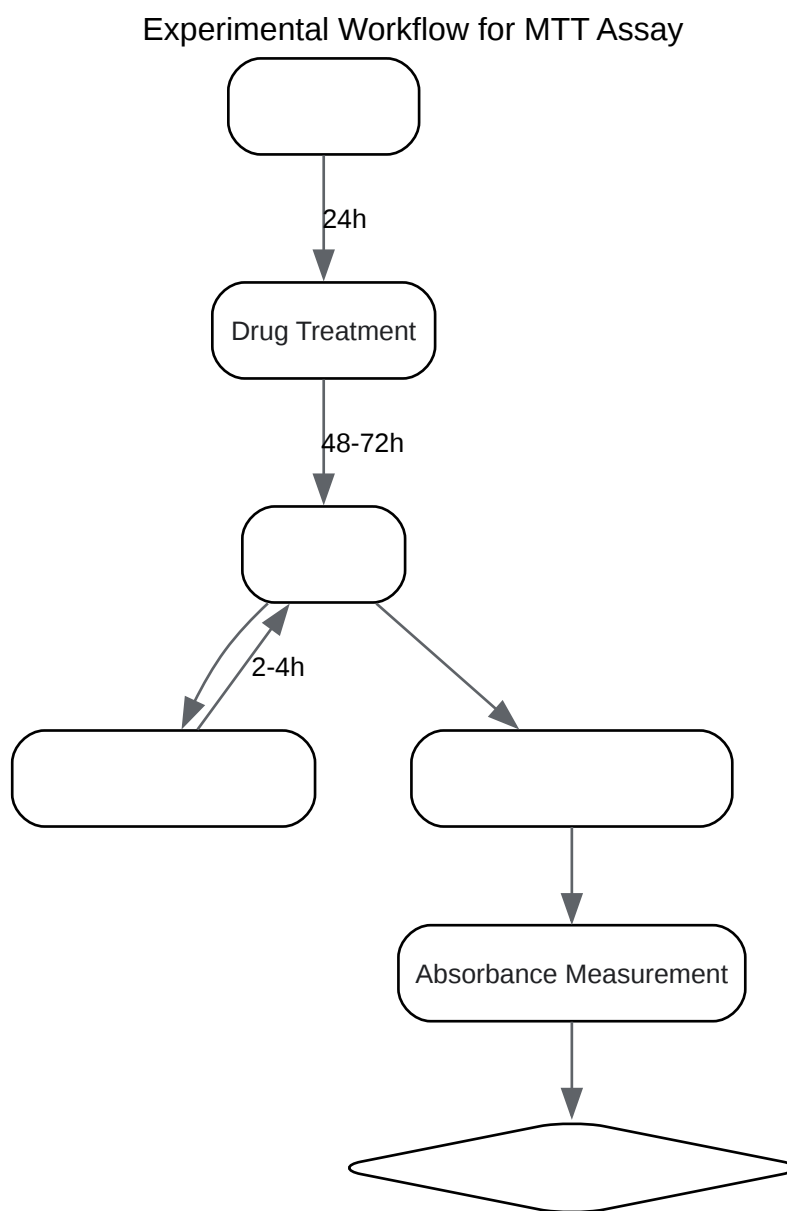 Experimental Workflow for MTT Assay
24h
Drug Treatment
48-72h
2-4h
Absorbance Measurement